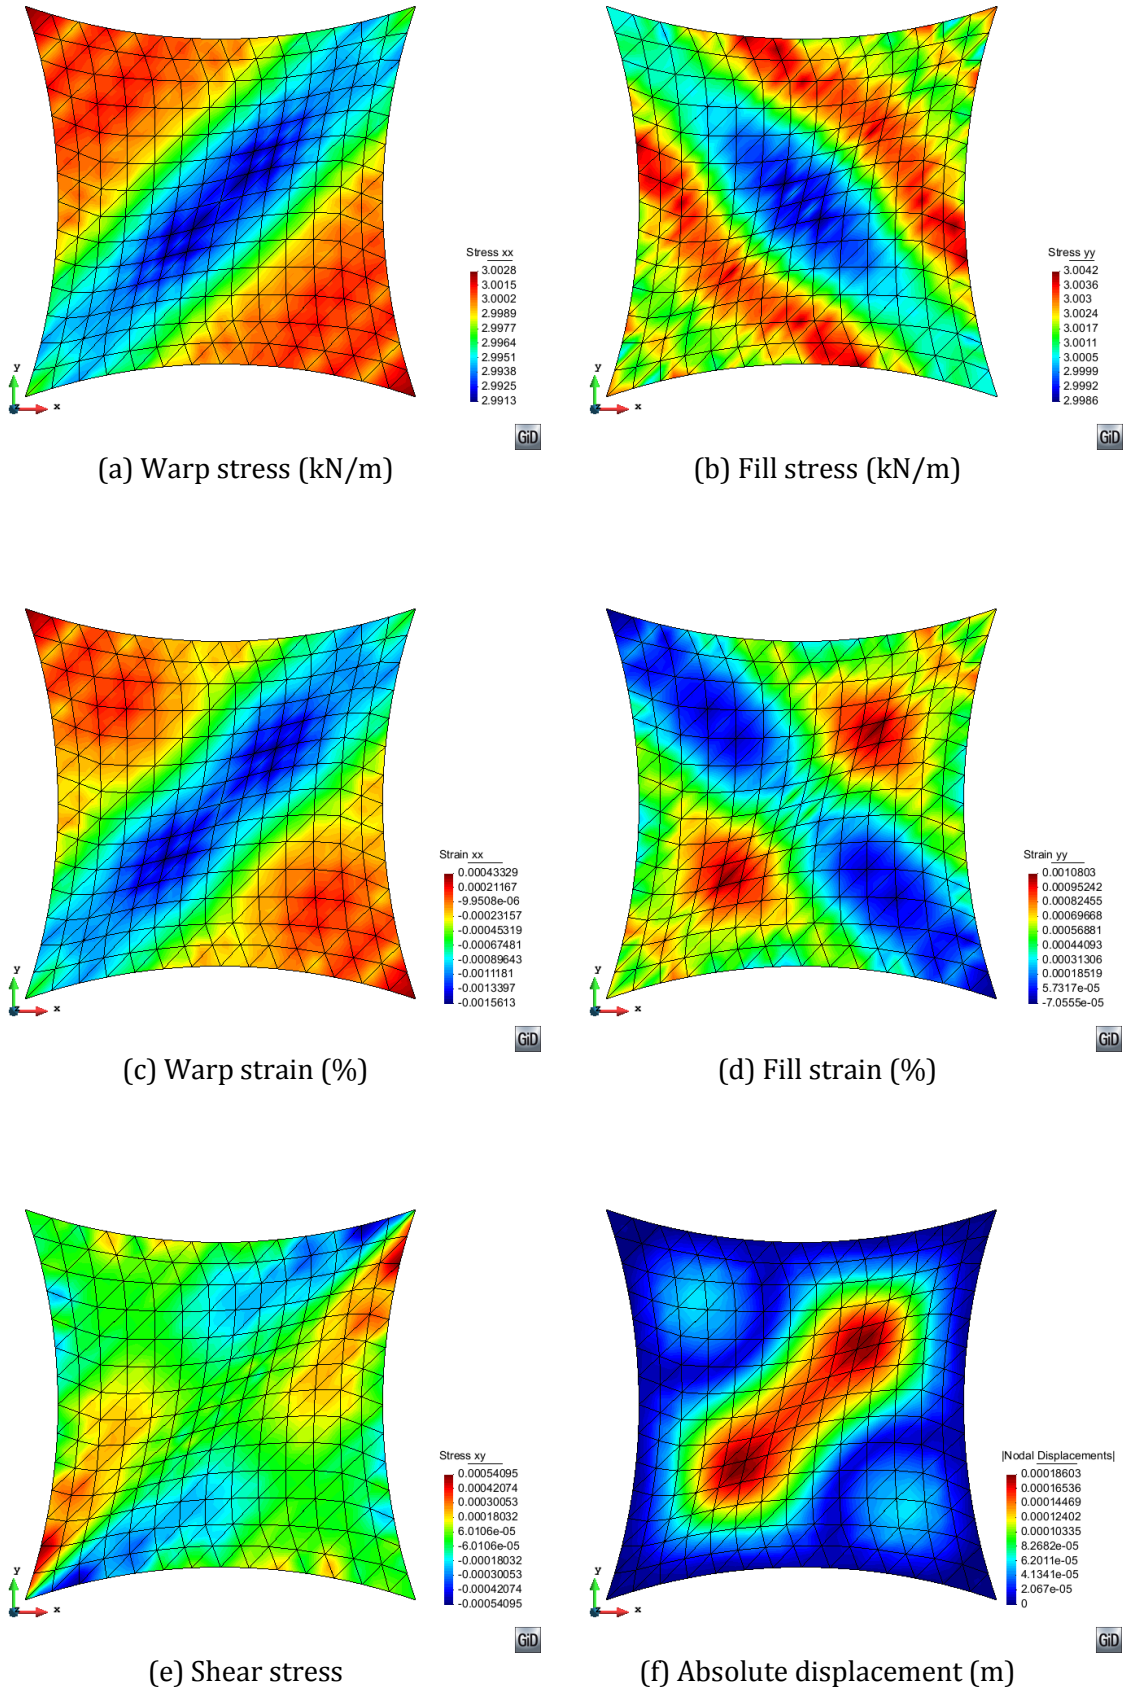 Stress xx
3.0028
3.0015
3.0002
2.9989
2.9977
2.9964
2.9951
2.9938
2.9925
2.9913
y
x
GiD
(a) Warp stress (kN/m)
Stress yy
3.0042
3.0036
3.003
3.0024
3.0017
3.0011
3.0005
2.9999
2.9992
2.9986
y
x
GiD
(b) Fill stress (kN/m)
Strain xx
0.00043329
0.00021167
-9.9508e-06
-0.00023157
-0.00045319
-0.00067481
-0.00089643
-0.0011181
-0.0013397
-0.0015613
y
x
GiD
(c) Warp strain (%)
Strain yy
0.0010803
0.00095242
0.00082455
0.00069668
0.00056881
0.00044093
0.00031306
0.00018519
5.7317e-05
-7.0555e-05
y
x
GiD
(d) Fill strain (%)
Stress xy
0.00054095
0.00042074
0.00030053
0.00018032
6.0106e-05
-6.0106e-05
-0.00018032
-0.00030053
-0.00042074
-0.00054095
y
x
GiD
(e) Shear stress
|Nodal Displacements|
0.00018603
0.00016536
0.00014469
0.00012402
0.00010335
8.2682e-05
6.2011e-05
4.1341e-05
2.067e-05
0
y
x
GiD
(f) Absolute displacement (m)